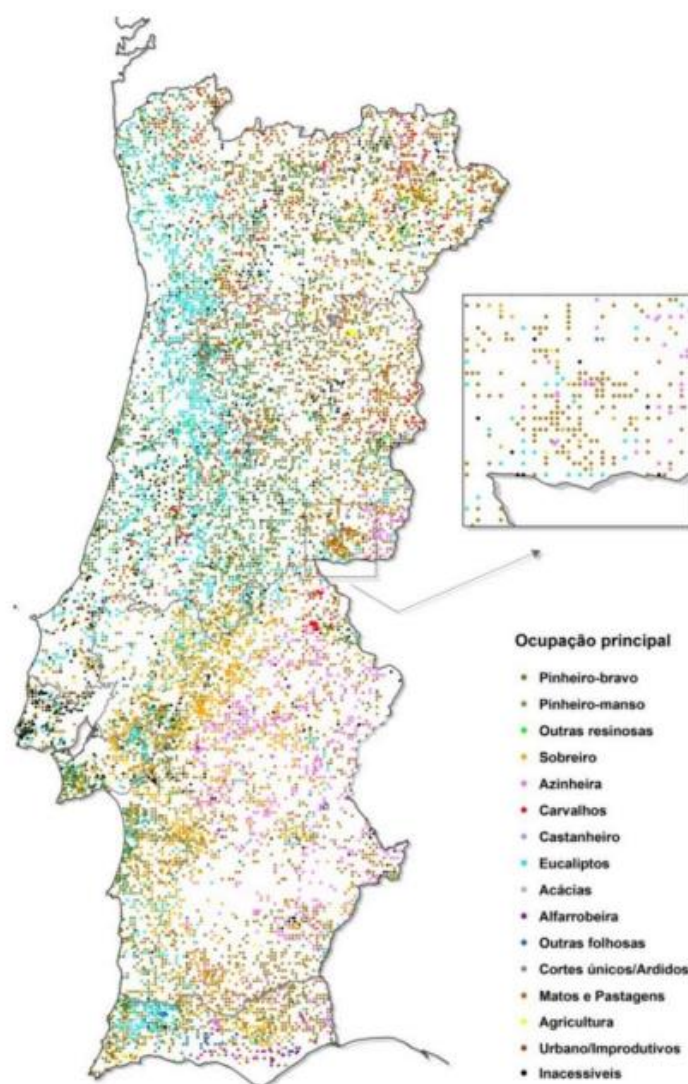 Ocupação principal
Pinheiro-bravo
Pinheiro-manso
Outras resinosas
Sobreiro
Azinheira
Carvalhos
Castanheiro
Eucaliptos
Acácias
Alfarrobeira
Outras folhosas
Cortes únicos/Ardidos
Matos e Pastagens
Agricultura
Urbano/Improdutivos
Inacessíveis